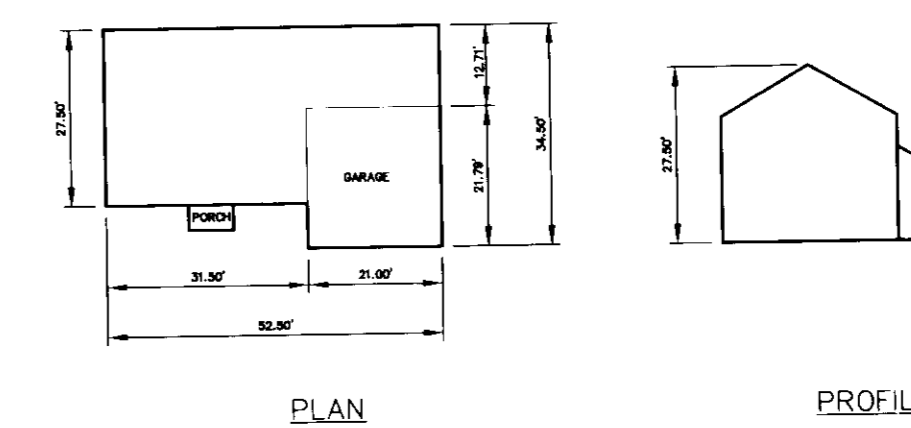 12.71'
27.50'
34.50'
21.79'
GARAGE
PORCH
31.50'
21.00'
52.50'
PLAN
27.50'
PROFIL